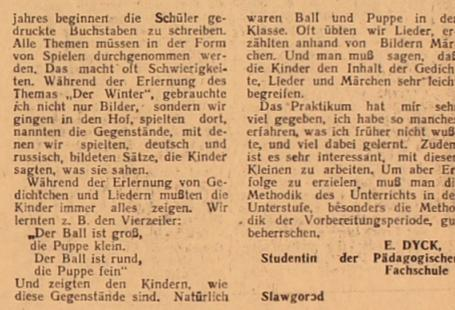 jahres beginnen die Schüler ge-
druckte Buchstaben zu schreiben.
Alle Themen müssen in der Form
von Spielen durchgenommen wer-
den. Das macht oft Schwierigkei-
ten. Während der Erlernung des
Themas „Der Winter“, gebrauchte
ich nicht nur Bilder, sondern wir
gingen in den Hof, spielten dort,
nannten die Gegenstände, mit de-
nen wir spielten, deutsch und
russisch, bildeten Sätze, die Kinder
sagten, was sie sahen.
Während der Erlernung von Ge-
dichtchen und Liedern mußten die
Kinder immer alles zeigen. Wir
lernten z. B. den Vierzeiler:
„Der Ball ist groß,
die Puppe klein.
Der Ball ist rund,
die Puppe fein“
Und zeigten den Kindern, wie
diese Gegenstände sind. Natürlich
waren Ball und Puppe in der
Klasse. Oft übten wir Lieder, er-
zählten anhand von Bildern Mär-
chen. Und man muß sagen, daß
die Kinder den Inhalt der Gedich-
te, Lieder und Märchen sehr leich
begreifen.
Das Praktikum hat mir seh
viel gegeben, ich habe so manche
erfahren, was ich früher nicht wuß
te, und viel dabei gelernt. Zudem
ist es sehr interessant, mit diesen
Kleinen zu arbeiten. Um aber Er
folge zu erzielen, muß man di
Methodik des Unterrichts in de
Unterstufe, besonders die Metho
dik der Vorbereitungsperiode, gu
beherrschen.
E. DYCK,
Studentin der Pädagogische
Fachschule
Slawgorod